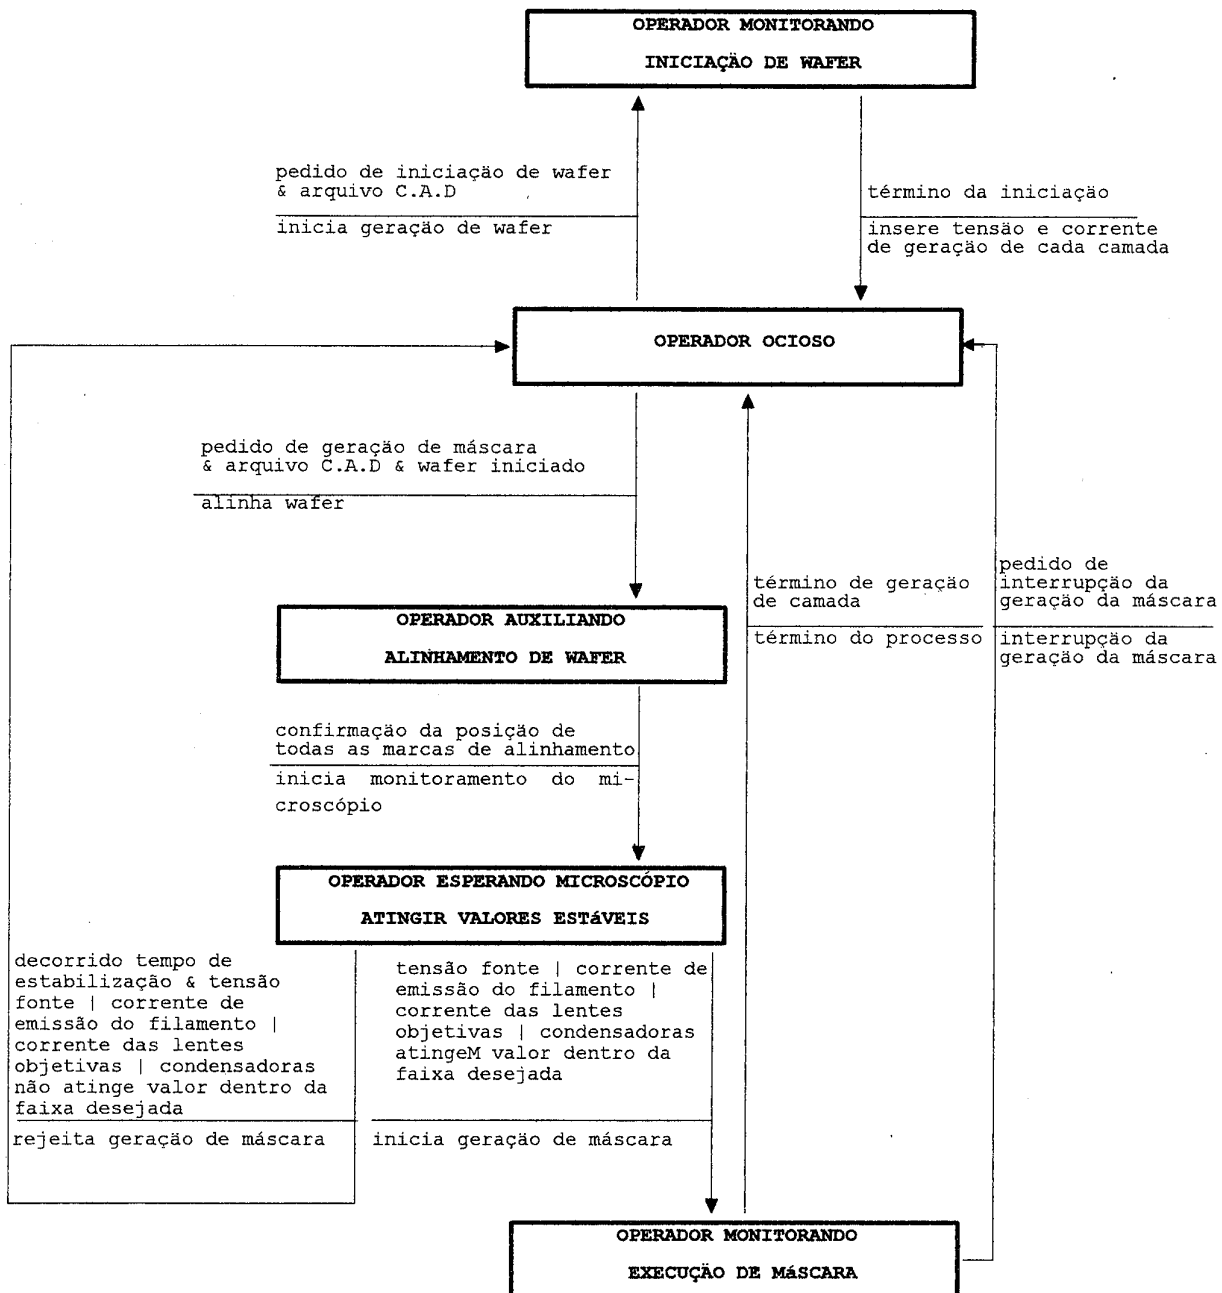 OPERADOR MONITORANDO
INICIAÇÃO DE WAFER
pedido de iniciação de wafer
& arquivo C.A.D
inicia geração de wafer
término da iniciação
insere tensão e corrente
de geração de cada camada
OPERADOR OCIOSO
pedido de geração de máscara
& arquivo C.A.D & wafer iniciado
alinha wafer
término de geração
de camada
término do processo
pedido de
interrupção da
geração da máscara
interrupção da
geração da máscara
OPERADOR AUXILIANDO
ALINHAMENTO DE WAFER
confirmação da posição de
todas as marcas de alinhamento
inicia monitoramento do mi-
croscópio
OPERADOR ESPERANDO MICROSCÓPIO
ATINGIR VALORES ESTáVEIS
decorrido tempo de
estabilização & tensão
fonte | corrente de
emissão do filamento |
corrente das lentes
objetivas | condensadoras
não atinge valor dentro da
faixa desejada
rejeita geração de máscara
tensão fonte | corrente de
emissão do filamento |
corrente das lentes
objetivas | condensadoras
atingeM valor dentro da
faixa desejada
inicia geração de máscara
OPERADOR MONITORANDO
EXECUÇÃO DE MáSCARA